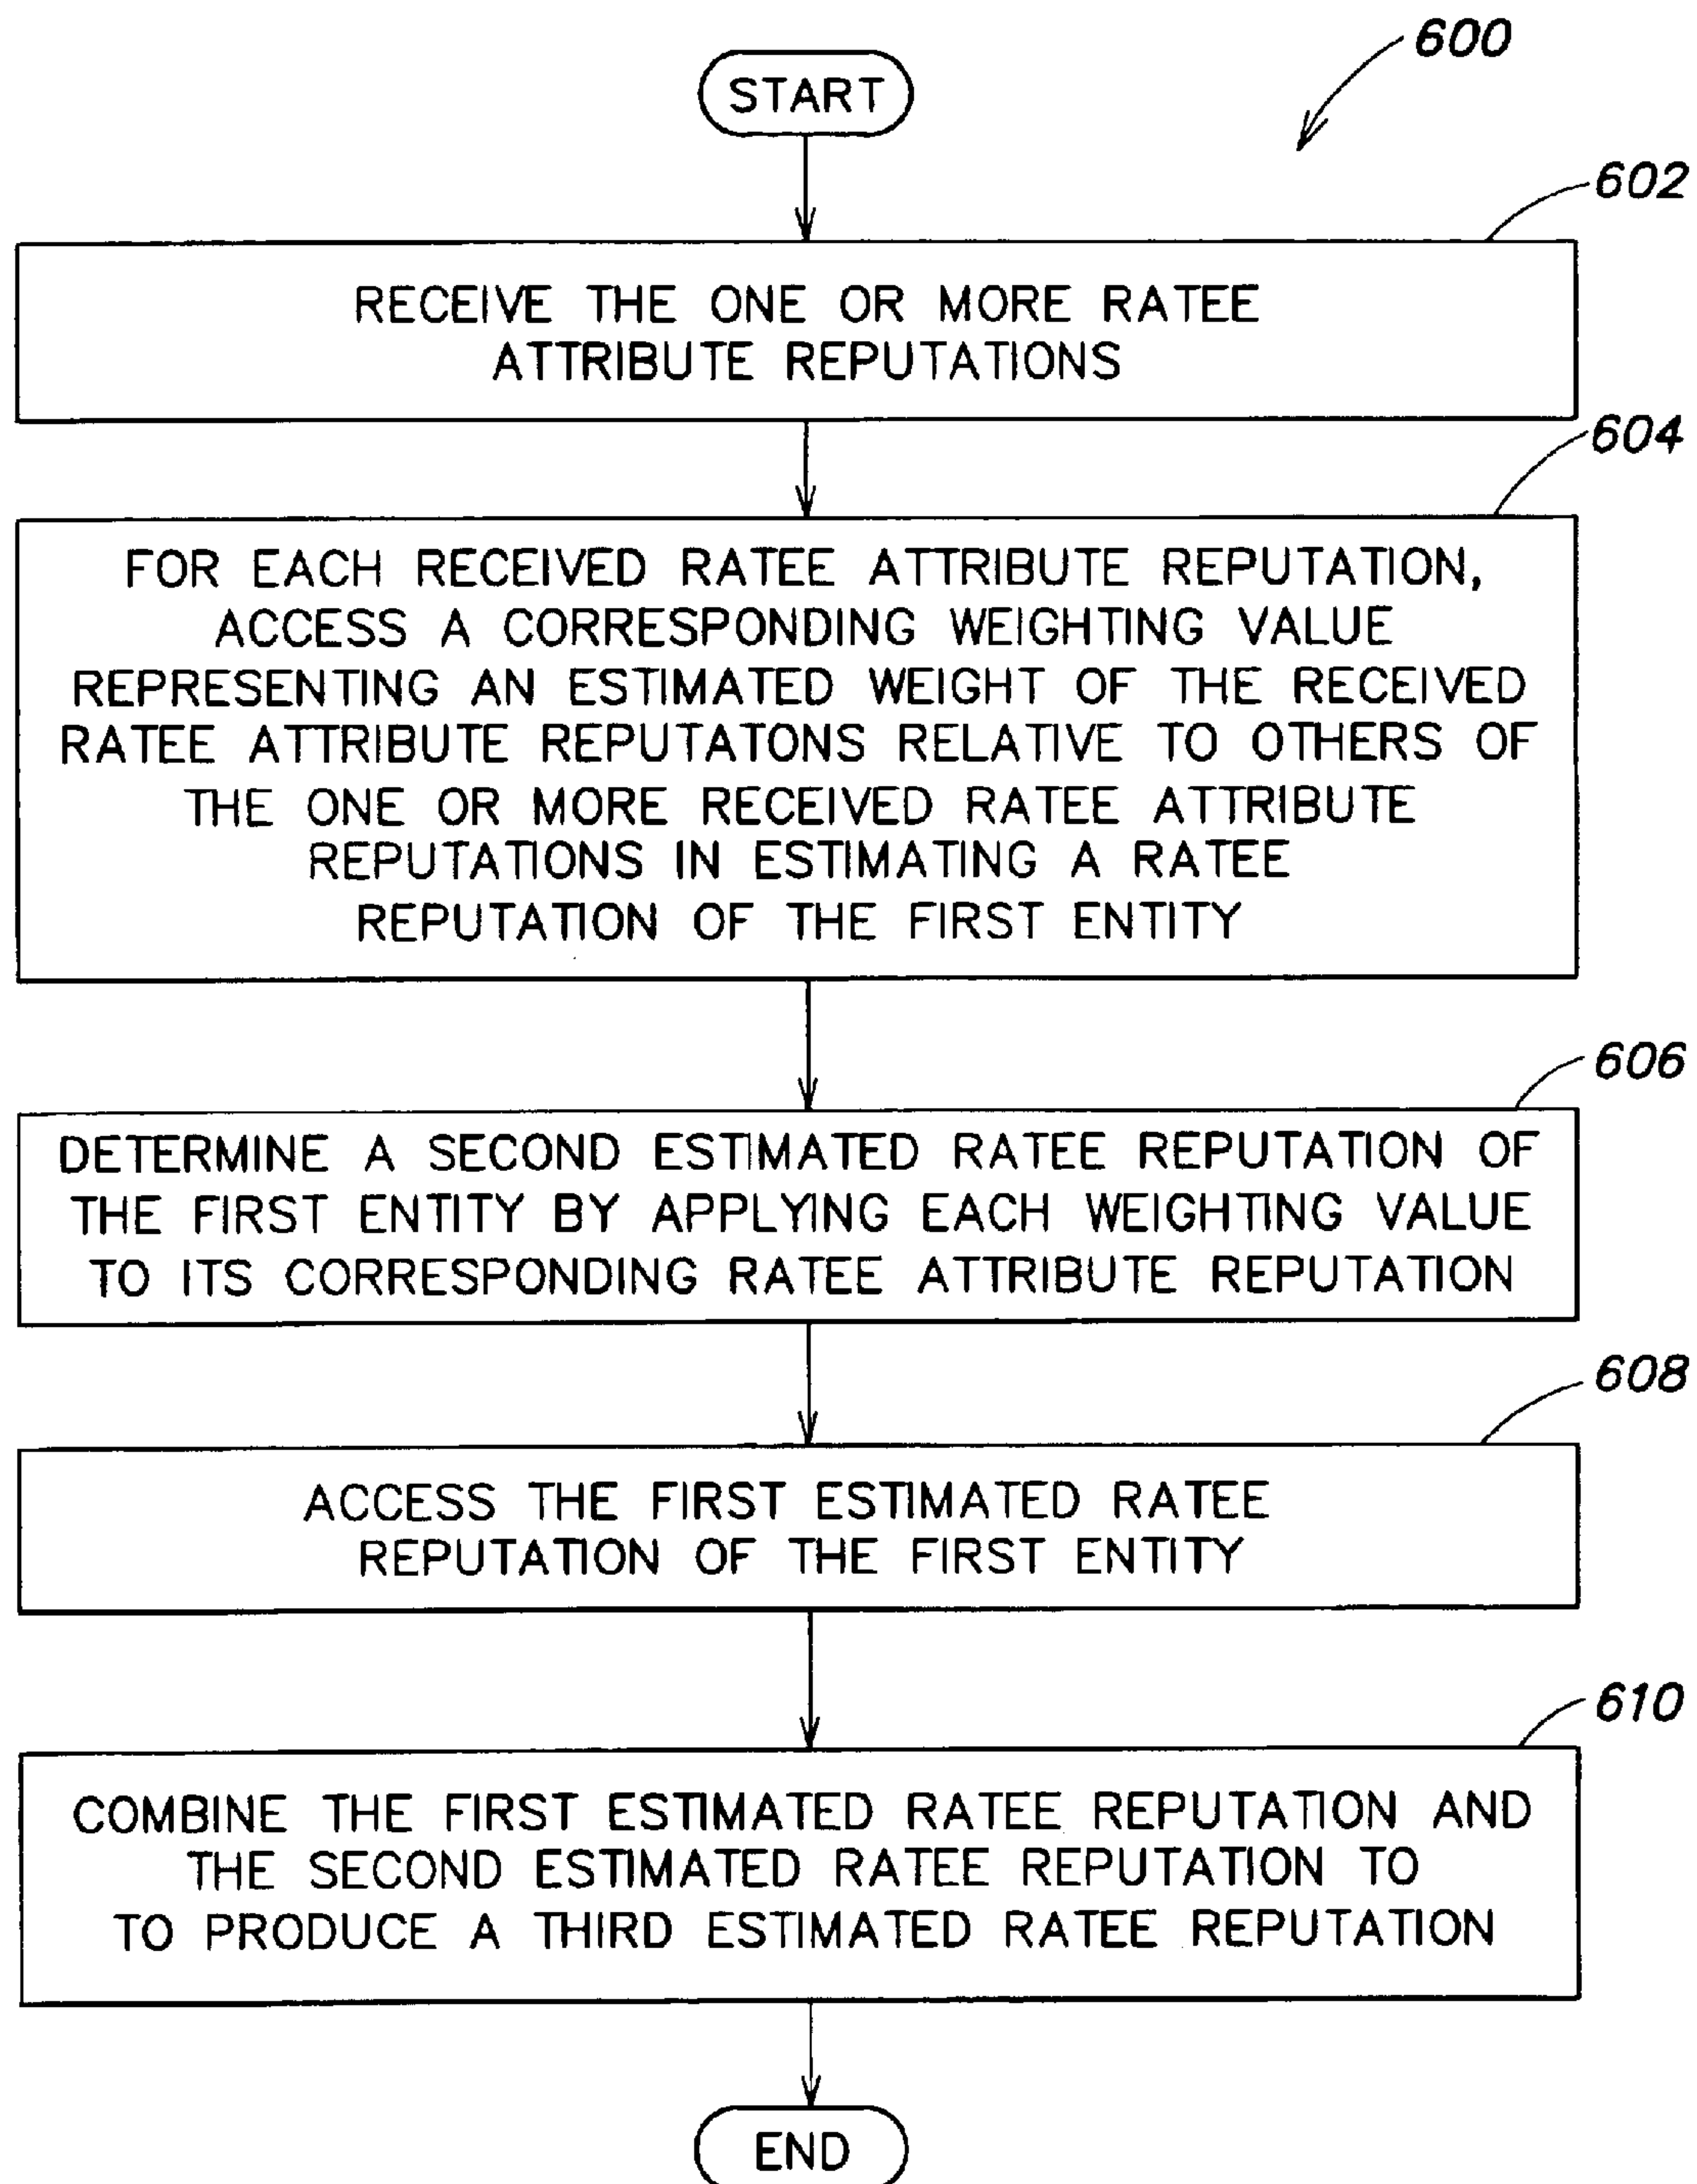 600
START
602
RECEIVE THE ONE OR MORE RATEE
ATTRIBUTE REPUTATIONS
604
FOR EACH RECEIVED RATEE ATTRIBUTE REPUTATION,
ACCESS A CORRESPONDING WEIGHTING VALUE
REPRESENTING AN ESTIMATED WEIGHT OF THE RECEIVED
RATEE ATTRIBUTE REPUTATONS RELATIVE TO OTHERS OF
THE ONE OR MORE RECEIVED RATEE ATTRIBUTE
REPUTATIONS IN ESTIMATING A RATEE
REPUTATION OF THE FIRST ENTITY
606
DETERMINE A SECOND ESTIMATED RATEE REPUTATION OF
THE FIRST ENTITY BY APPLYING EACH WEIGHTING VALUE
TO ITS CORRESPONDING RATEE ATTRIBUTE REPUTATION
608
ACCESS THE FIRST ESTIMATED RATEE
REPUTATION OF THE FIRST ENTITY
610
COMBINE THE FIRST ESTIMATED RATEE REPUTATION AND
THE SECOND ESTIMATED RATEE REPUTATION TO
TO PRODUCE A THIRD ESTIMATED RATEE REPUTATION
END